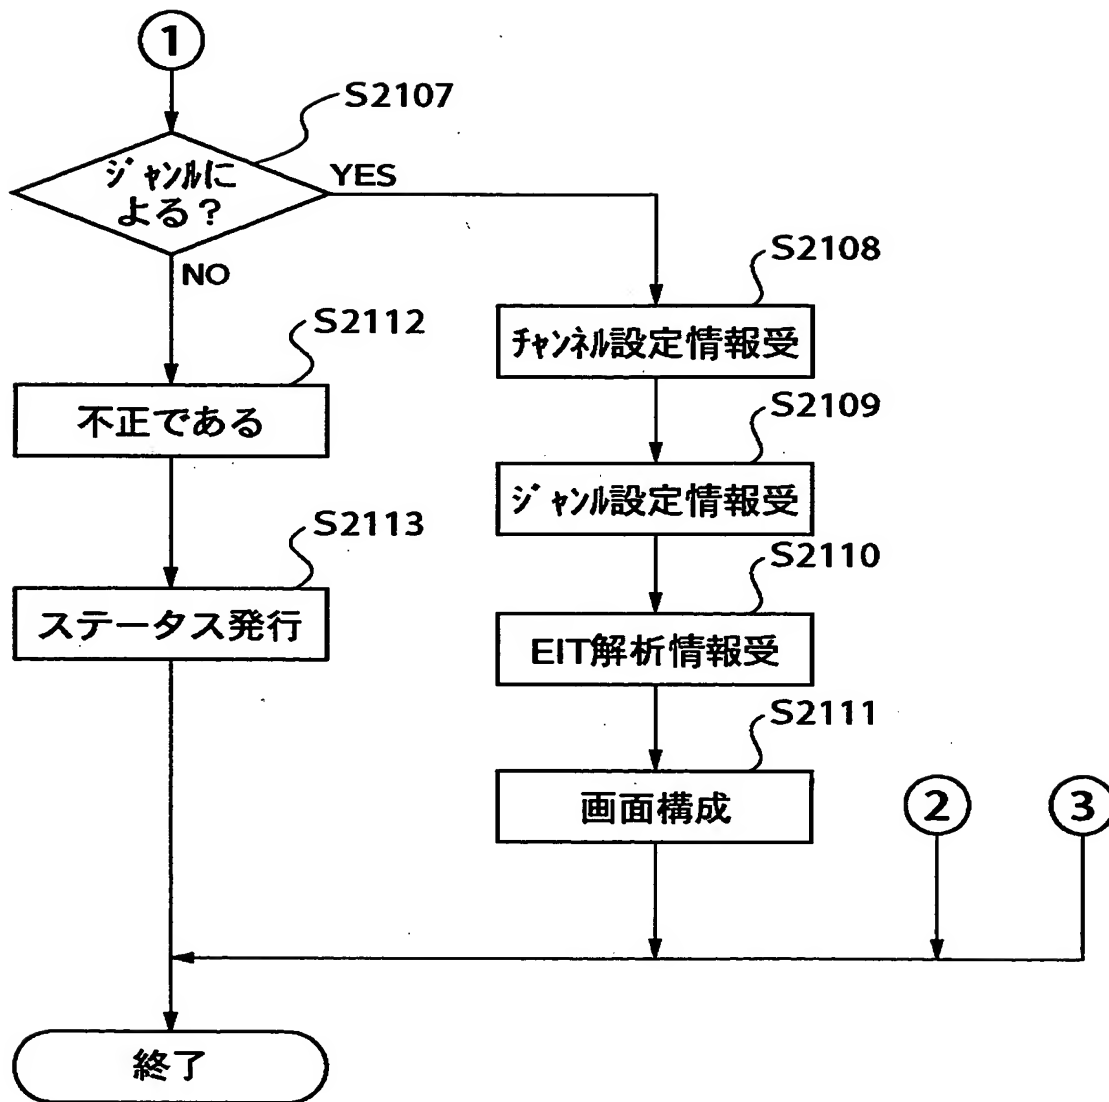 1
S2107
ジャンルに
よる？
YES
NO
S2108
チャンネル設定情報受
S2112
不正である
S2109
ジャンル設定情報受
S2113
ステータス発行
S2110
EIT解析情報受
S2111
画面構成
2
3
終了